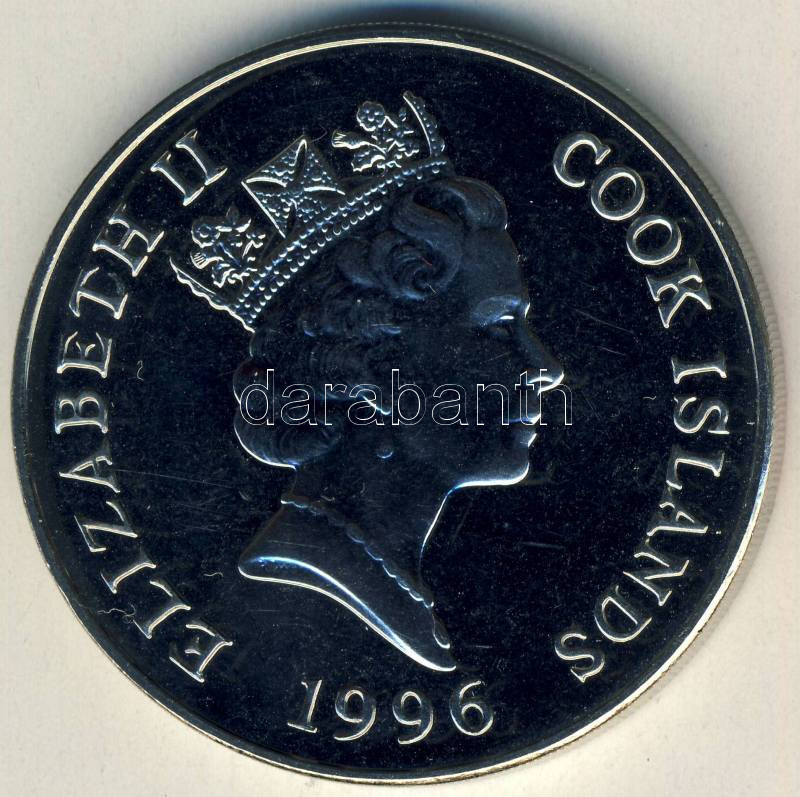 ELIZABETH II
COOK ISLANDS
darabanth
1996